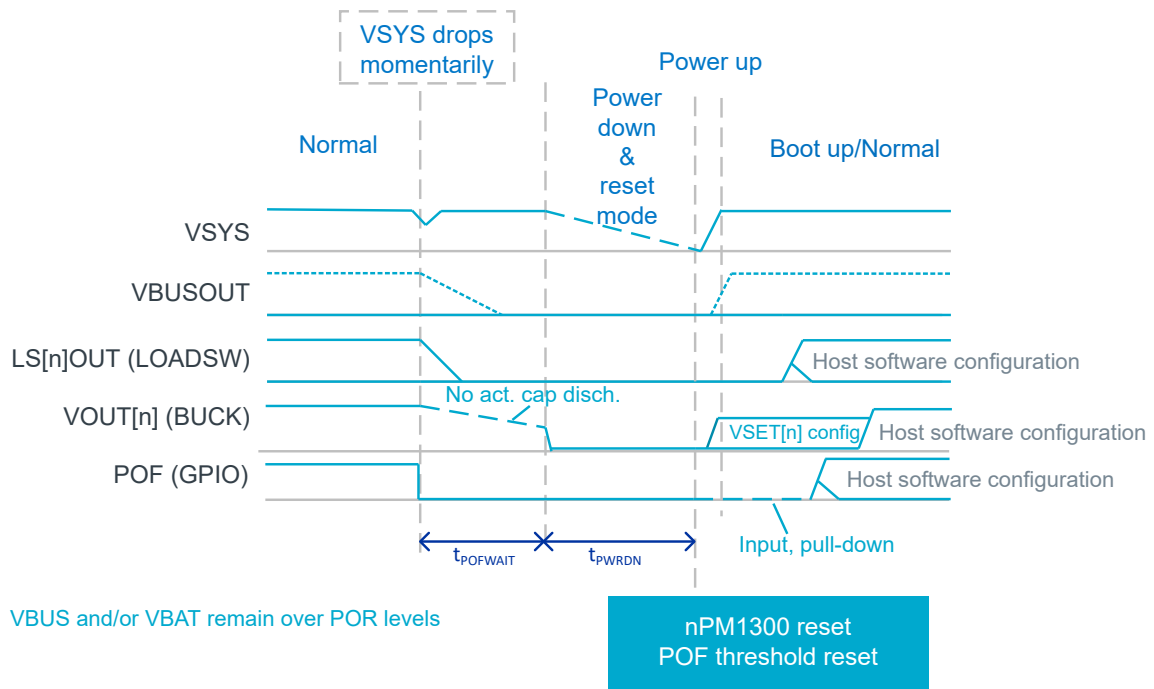 VSYS drops
momentarily
Power up
Power
down
&
reset
mode
Normal
Boot up/Normal
VSYS
VBUSOUT
LS[n]OUT (LOADSW)
Host software configuration
No act. cap disch.
VOUT[n] (BUCK)
VSET[n] config
Host software configuration
POF (GPIO)
Host software configuration
tPOFWAIT
tPWRDN
Input, pull-down
VBUS and/or VBAT remain over POR levels
nPM1300 reset
POF threshold reset